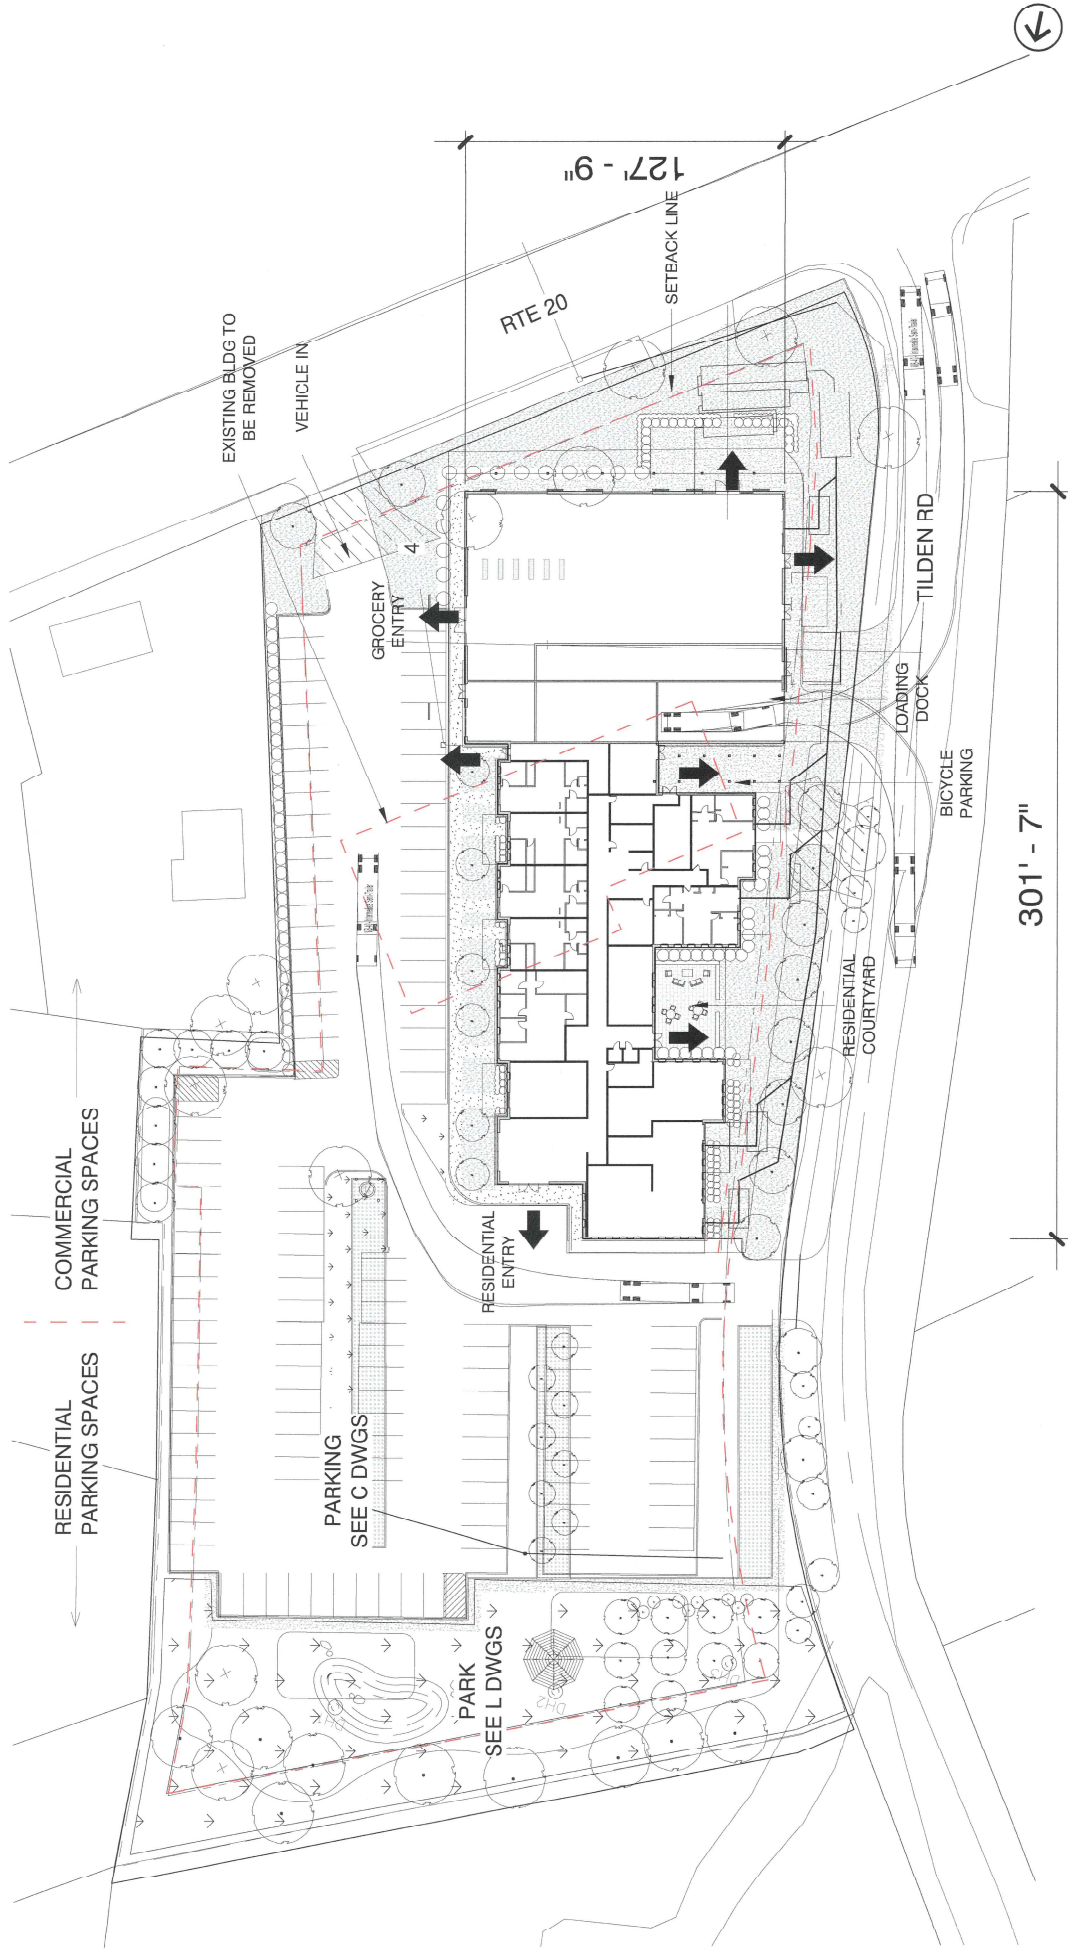 EXISTING BLDG TO
BE REMOVED
VEHICLE IN
RTE 20
127' - 9"
SETBACK LINE
4
GROCERY
ENTRY
TILDEN RD
LOADING
DOCK
BICYCLE
PARKING
301' - 7"
RESIDENTIAL
COURTYARD
COMMERCIAL
PARKING SPACES
RESIDENTIAL
ENTRY
RESIDENTIAL
PARKING SPACES
PARKING
SEE C DWGS
PARK
SEE L DWGS